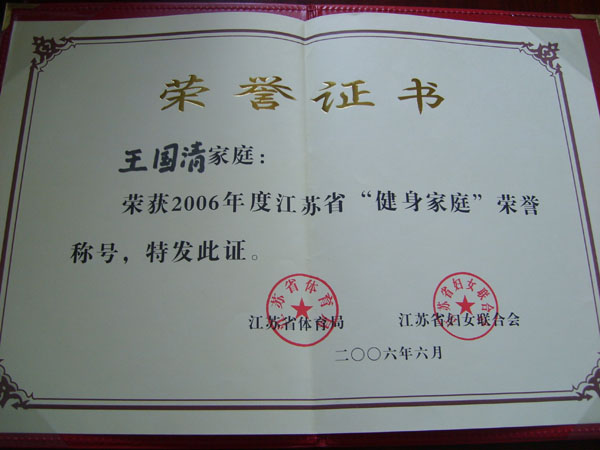 荣誉证书
王国清家庭：
荣获2006年度江苏省“健身家庭”荣誉
称号，特发此证。
江苏省体育局 江苏省妇女联合会
二〇〇六年六月